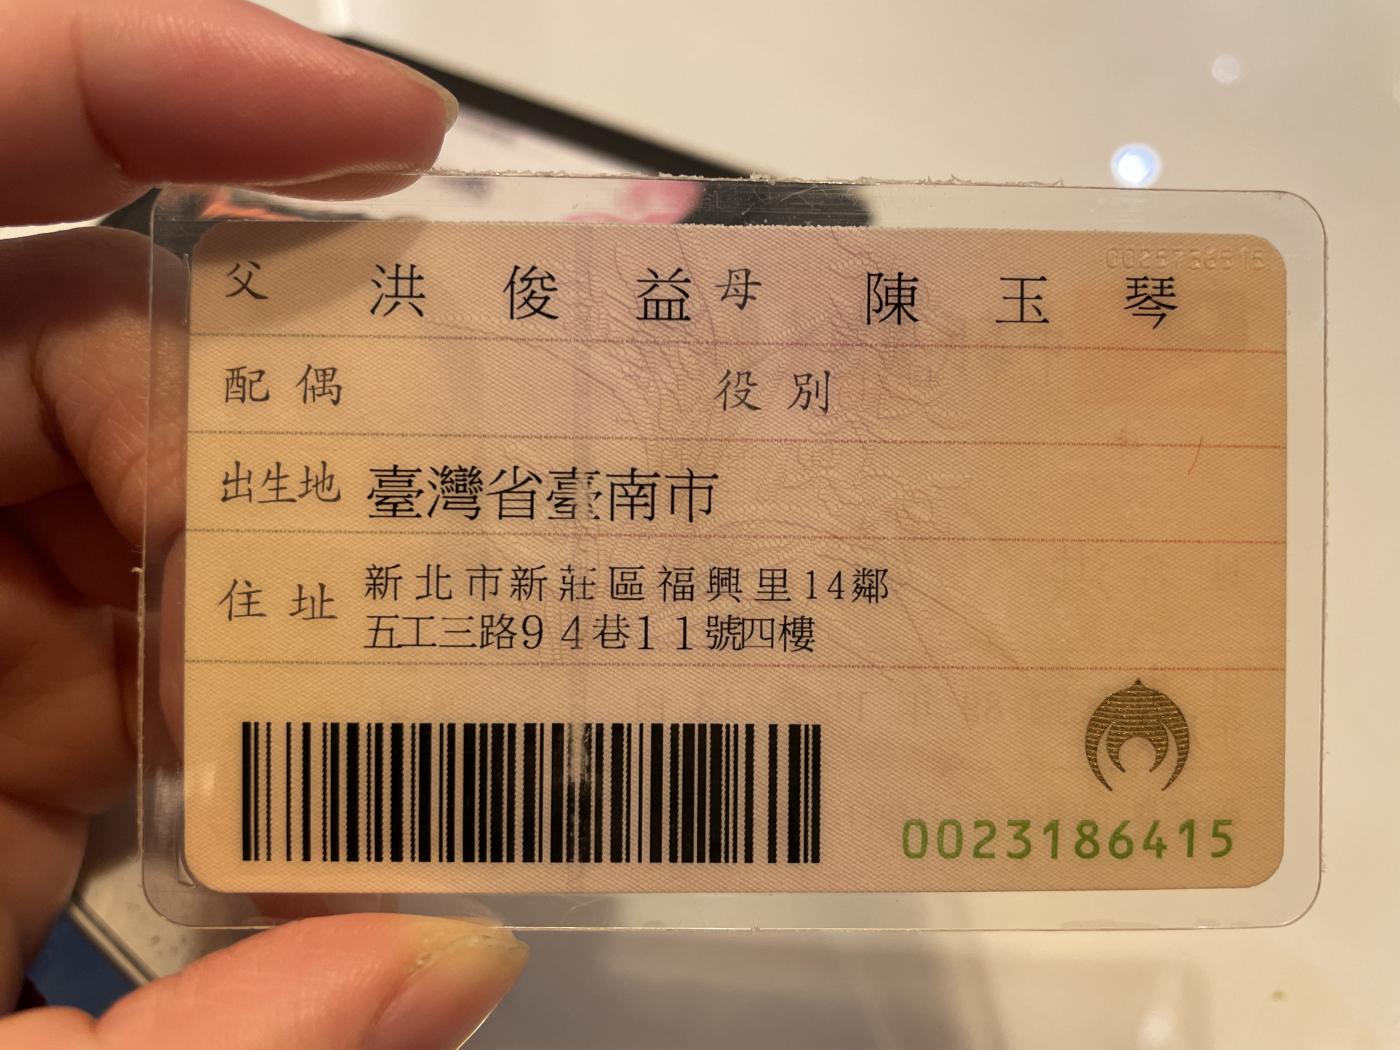 父 洪俊益 母 陳玉琴
配偶 役別
出生地 臺灣省臺南市
住址 新北市新莊區福興里14鄰
五工三路94巷11號四樓
0023186415